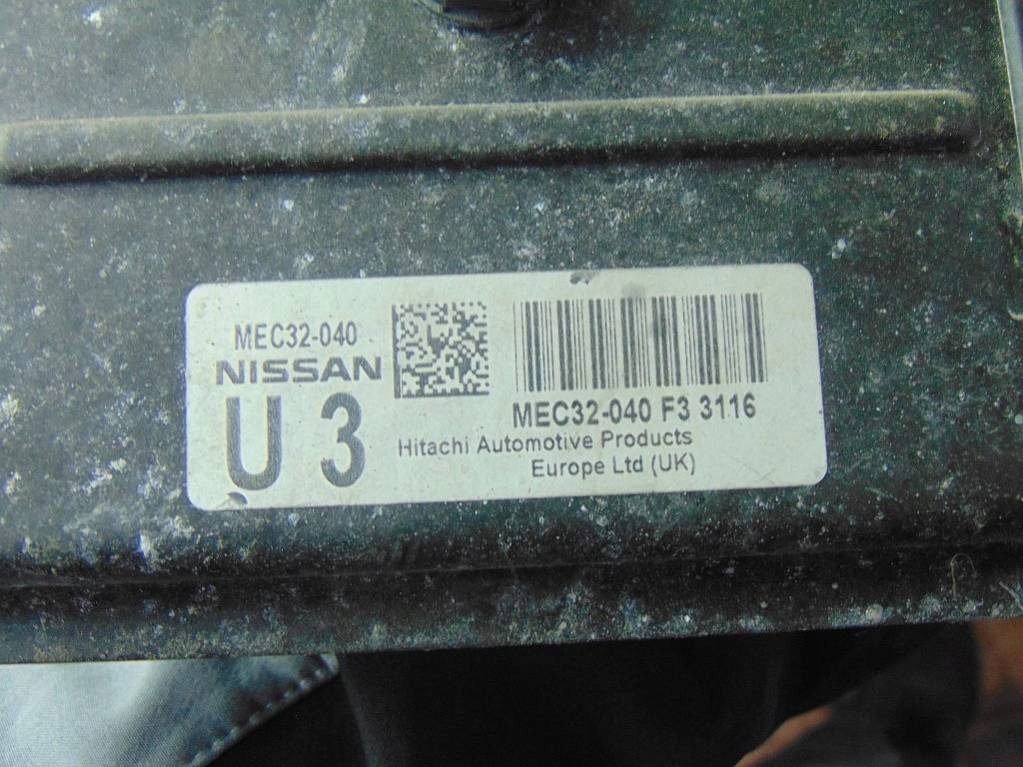 MEC32-040
NISSAN
U 3
MEC32-040 F3 3116
Hitachi Automotive Products
Europe Ltd (UK)